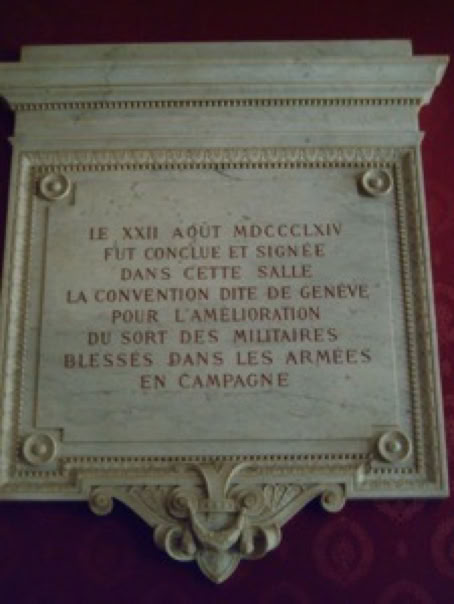 LE XXII AOÛT MDCCCLXIV
FUT CONCLUE ET SIGNÉE
DANS CETTE SALLE
LA CONVENTION DITE DE GENÈVE
POUR L'AMÉLIORATION
DU SORT DES MILITAIRES
BLESSÉS DANS LES ARMÉES
EN CAMPAGNE